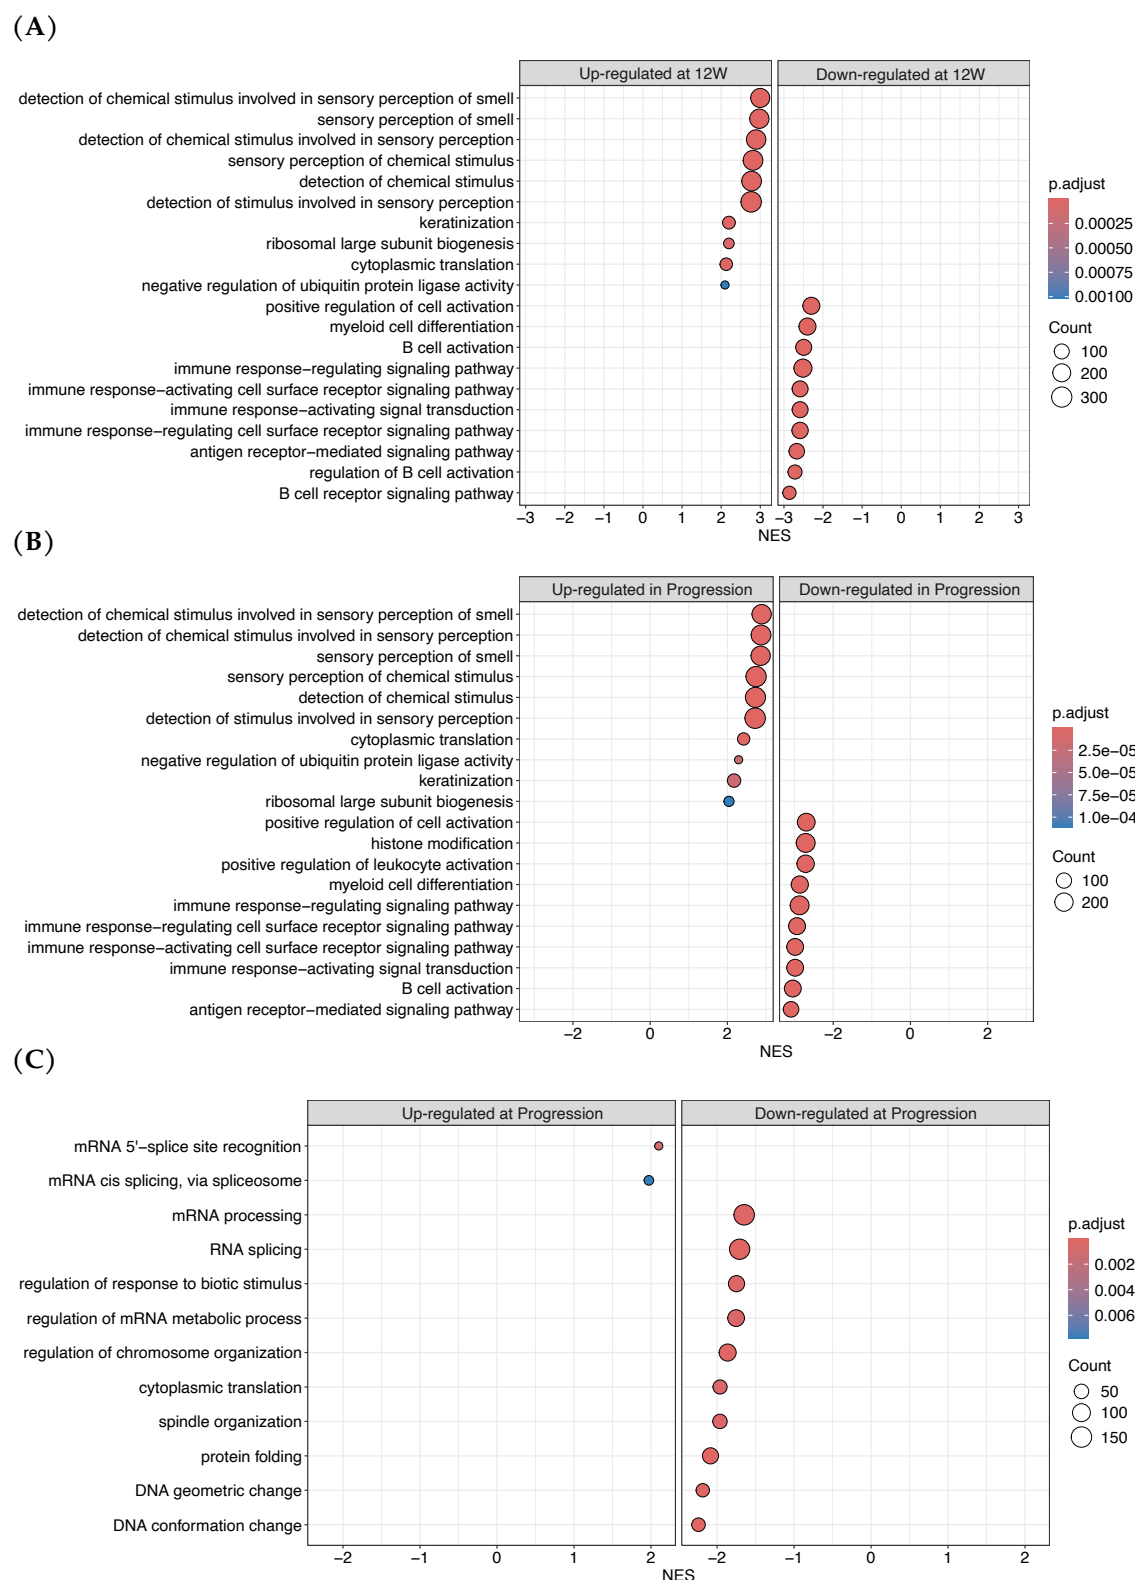 (A)
Up-regulated at 12W
Down-regulated at 12W
detection of chemical stimulus involved in sensory perception of smell
sensory perception of smell
detection of chemical stimulus involved in sensory perception
sensory perception of chemical stimulus
detection of chemical stimulus
detection of stimulus involved in sensory perception
keratinization
ribosomal large subunit biogenesis
cytoplasmic translation
negative regulation of ubiquitin protein ligase activity
positive regulation of cell activation
myeloid cell differentiation
B cell activation
immune response−regulating signaling pathway
immune response−activating cell surface receptor signaling pathway
immune response−activating signal transduction
immune response−regulating cell surface receptor signaling pathway
antigen receptor−mediated signaling pathway
regulation of B cell activation
B cell receptor signaling pathway
−3 −2 −1 0 1 2 3
−3 −2 −1 0 1 2 3
NES
p.adjust
0.00025
0.00050
0.00075
0.00100
Count
100
200
300
(B)
Up-regulated in Progression
Down-regulated in Progression
detection of chemical stimulus involved in sensory perception of smell
detection of chemical stimulus involved in sensory perception
sensory perception of smell
sensory perception of chemical stimulus
detection of chemical stimulus
detection of stimulus involved in sensory perception
cytoplasmic translation
negative regulation of ubiquitin protein ligase activity
keratinization
ribosomal large subunit biogenesis
positive regulation of cell activation
histone modification
positive regulation of leukocyte activation
myeloid cell differentiation
immune response−regulating signaling pathway
immune response−regulating cell surface receptor signaling pathway
immune response−activating cell surface receptor signaling pathway
immune response−activating signal transduction
B cell activation
antigen receptor−mediated signaling pathway
−2 0 2
−2 0 2
NES
p.adjust
2.5e−05
5.0e−05
7.5e−05
1.0e−04
Count
100
200
(C)
Up-regulated at Progression
Down-regulated at Progression
mRNA 5'−splice site recognition
mRNA cis splicing, via spliceosome
mRNA processing
RNA splicing
regulation of response to biotic stimulus
regulation of mRNA metabolic process
regulation of chromosome organization
cytoplasmic translation
spindle organization
protein folding
DNA geometric change
DNA conformation change
−2 −1 0 1 2
−2 −1 0 1 2
NES
p.adjust
0.002
0.004
0.006
Count
50
100
150